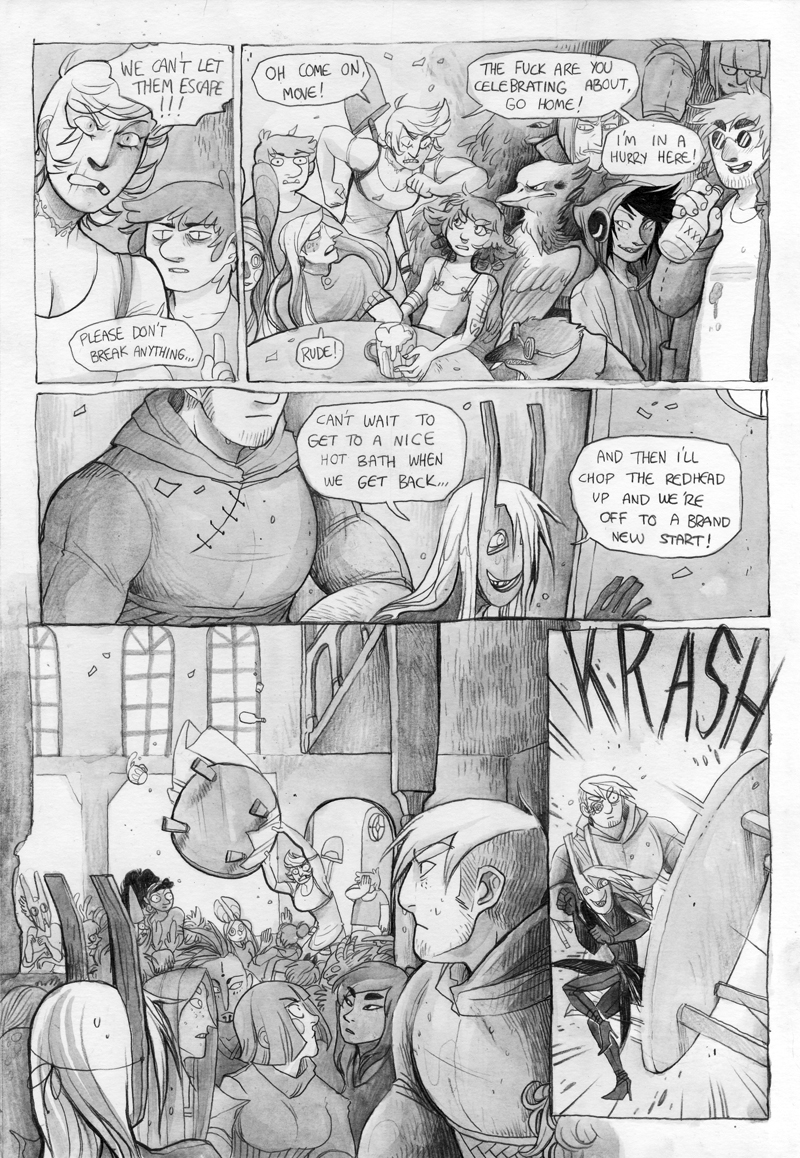 WE CAN'T LET
THEM ESCAPE
!!!
PLEASE DON'T
BREAK ANYTHING...
OH COME ON,
MOVE!
THE FUCK ARE YOU
CELEBRATING ABOUT,
GO HOME!
I'M IN A
HURRY HERE!
XXX
RUDE!
CAN'T WAIT TO
GET TO A NICE
HOT BATH WHEN
WE GET BACK...
AND THEN I'LL
CHOP THE REDHEAD
UP AND WE'RE
OFF TO A BRAND
NEW START!
KRASH